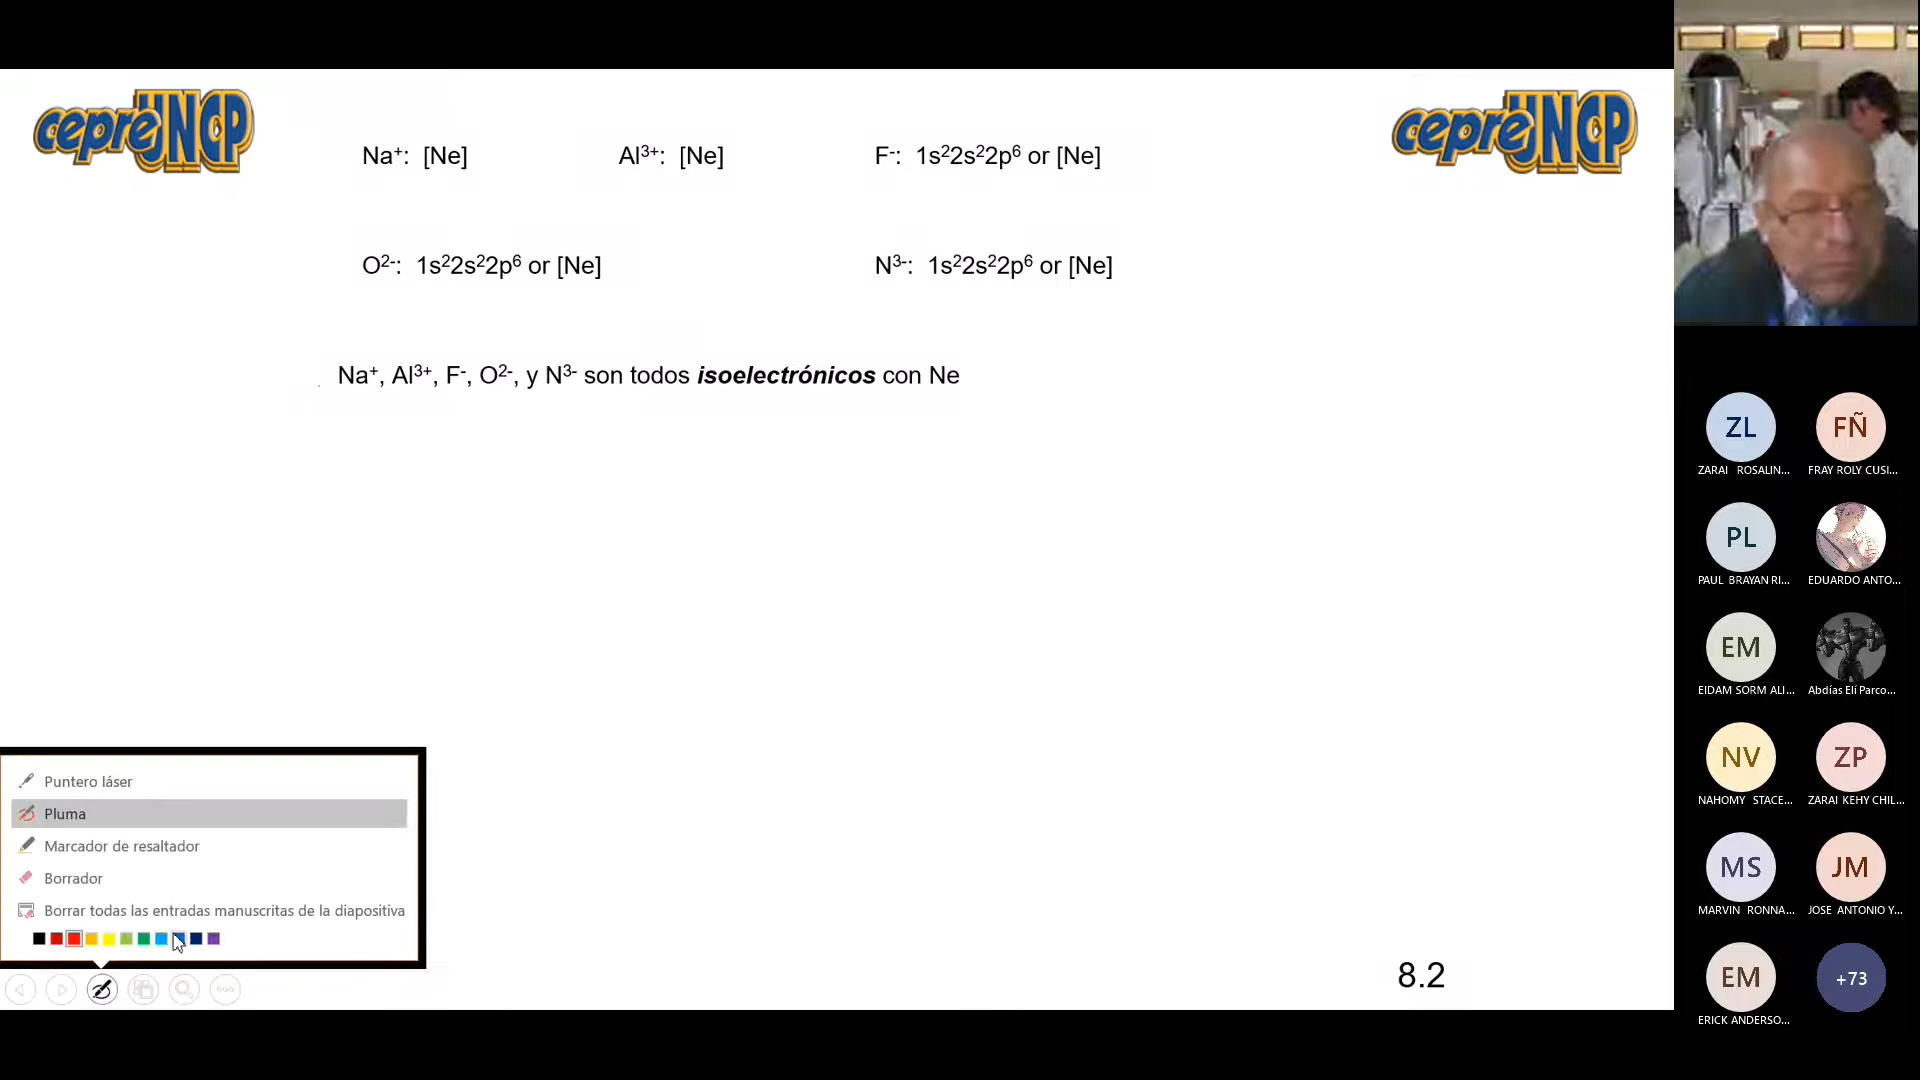 cepreUNCP
cepreUNCP
Na⁺: [Ne]
Al³⁺: [Ne]
F⁻: 1s²2s²2p⁶ or [Ne]
O²⁻: 1s²2s²2p⁶ or [Ne]
N³⁻: 1s²2s²2p⁶ or [Ne]
Na⁺, Al³⁺, F⁻, O²⁻, y N³⁻ son todos isoelectrónicos con Ne
Puntero láser
Pluma
Marcador de resaltador
Borrador
Borrar todas las entradas manuscritas de la diapositiva
8.2
ZL
FÑ
ZARAI ROSALIN...
FRAY ROLY CUSI...
PL
PAUL BRAYAN RI...
EDUARDO ANTO...
EM
EIDAM SORM ALI...
Abdías Elí Parco...
NV
ZP
NAHOMY STACE...
ZARAI KEHY CHIL...
MS
JM
MARVIN RONNA...
JOSE ANTONIO Y...
EM
+73
ERICK ANDERSO...